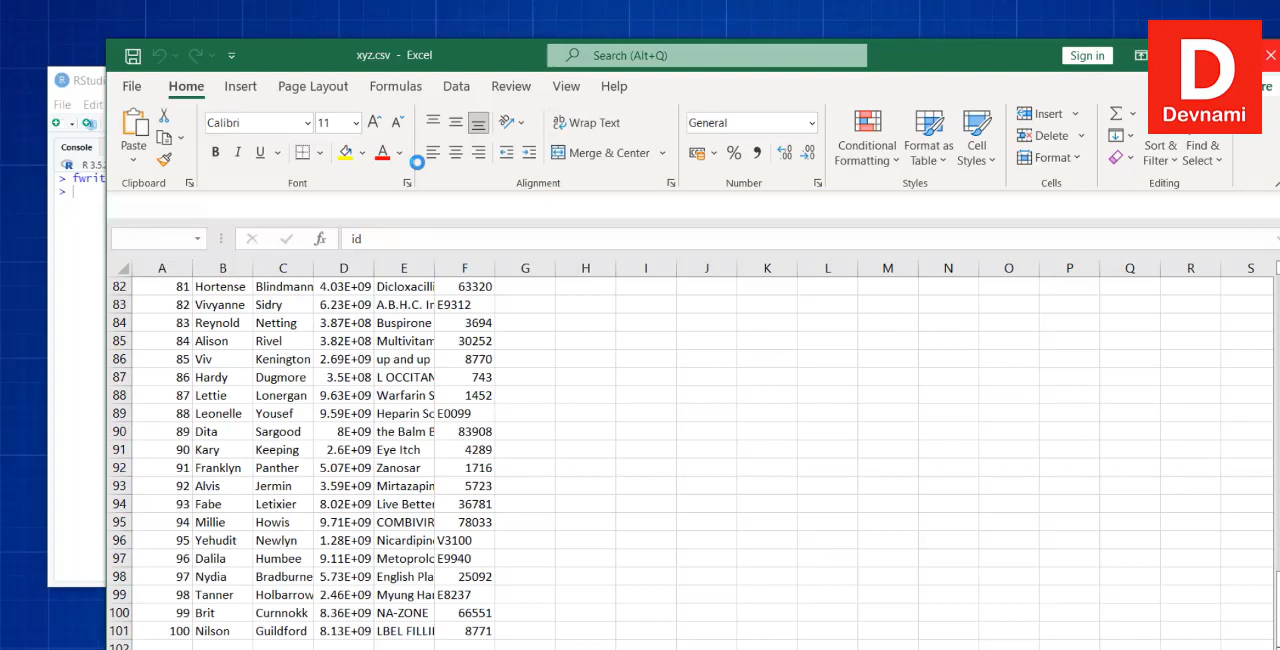 xyz.csv - Excel
Search (Alt+Q)
Sign in
D
Devnami
File Home Insert Page Layout Formulas Data Review View Help
Paste
Calibri 11
B I U A
Wrap Text
Merge & Center
General
Conditional Formatting
Format as Table
Cell Styles
Insert
Delete
Format
Sort & Filter
Find & Select
Clipboard Font Alignment Number Styles Cells Editing
File Edit
Console
R 3.5.
> fwrit
>
fx id
A B C D E F G H I J K L M N O P Q R S
82 81 Hortense Blindmann 4.03E+09 Dicloxacilli 63320
83 82 Vivyanne Sidry 6.23E+09 A.B.H.C. In E9312
84 83 Reynold Netting 3.87E+08 Buspirone 3694
85 84 Alison Rivel 3.82E+08 Multivitam 30252
86 85 Viv Kenington 2.69E+09 up and up 8770
87 86 Hardy Dugmore 3.5E+08 L OCCITAN 743
88 87 Lettie Lonergan 9.63E+09 Warfarin S 1452
89 88 Leonelle Yousef 9.59E+09 Heparin So E0099
90 89 Dita Sargood 8E+09 the Balm B 83908
91 90 Kary Keeping 2.6E+09 Eye Itch 4289
92 91 Franklyn Panther 5.07E+09 Zanosar 1716
93 92 Alvis Jermin 3.59E+09 Mirtazapin 5723
94 93 Fabe Letixier 8.02E+09 Live Better 36781
95 94 Millie Howis 9.71E+09 COMBIVIR 78033
96 95 Yehudit Newlyn 1.28E+09 Nicardipin V3100
97 96 Dalila Humbee 9.11E+09 Metoprolo E9940
98 97 Nydia Bradburne 5.73E+09 English Pla 25092
99 98 Tanner Holbarrow 2.46E+09 Myung Han E8237
100 99 Brit Curnnokk 8.36E+09 NA-ZONE 66551
101 100 Nilson Guildford 8.13E+09 LBEL FILLI 8771